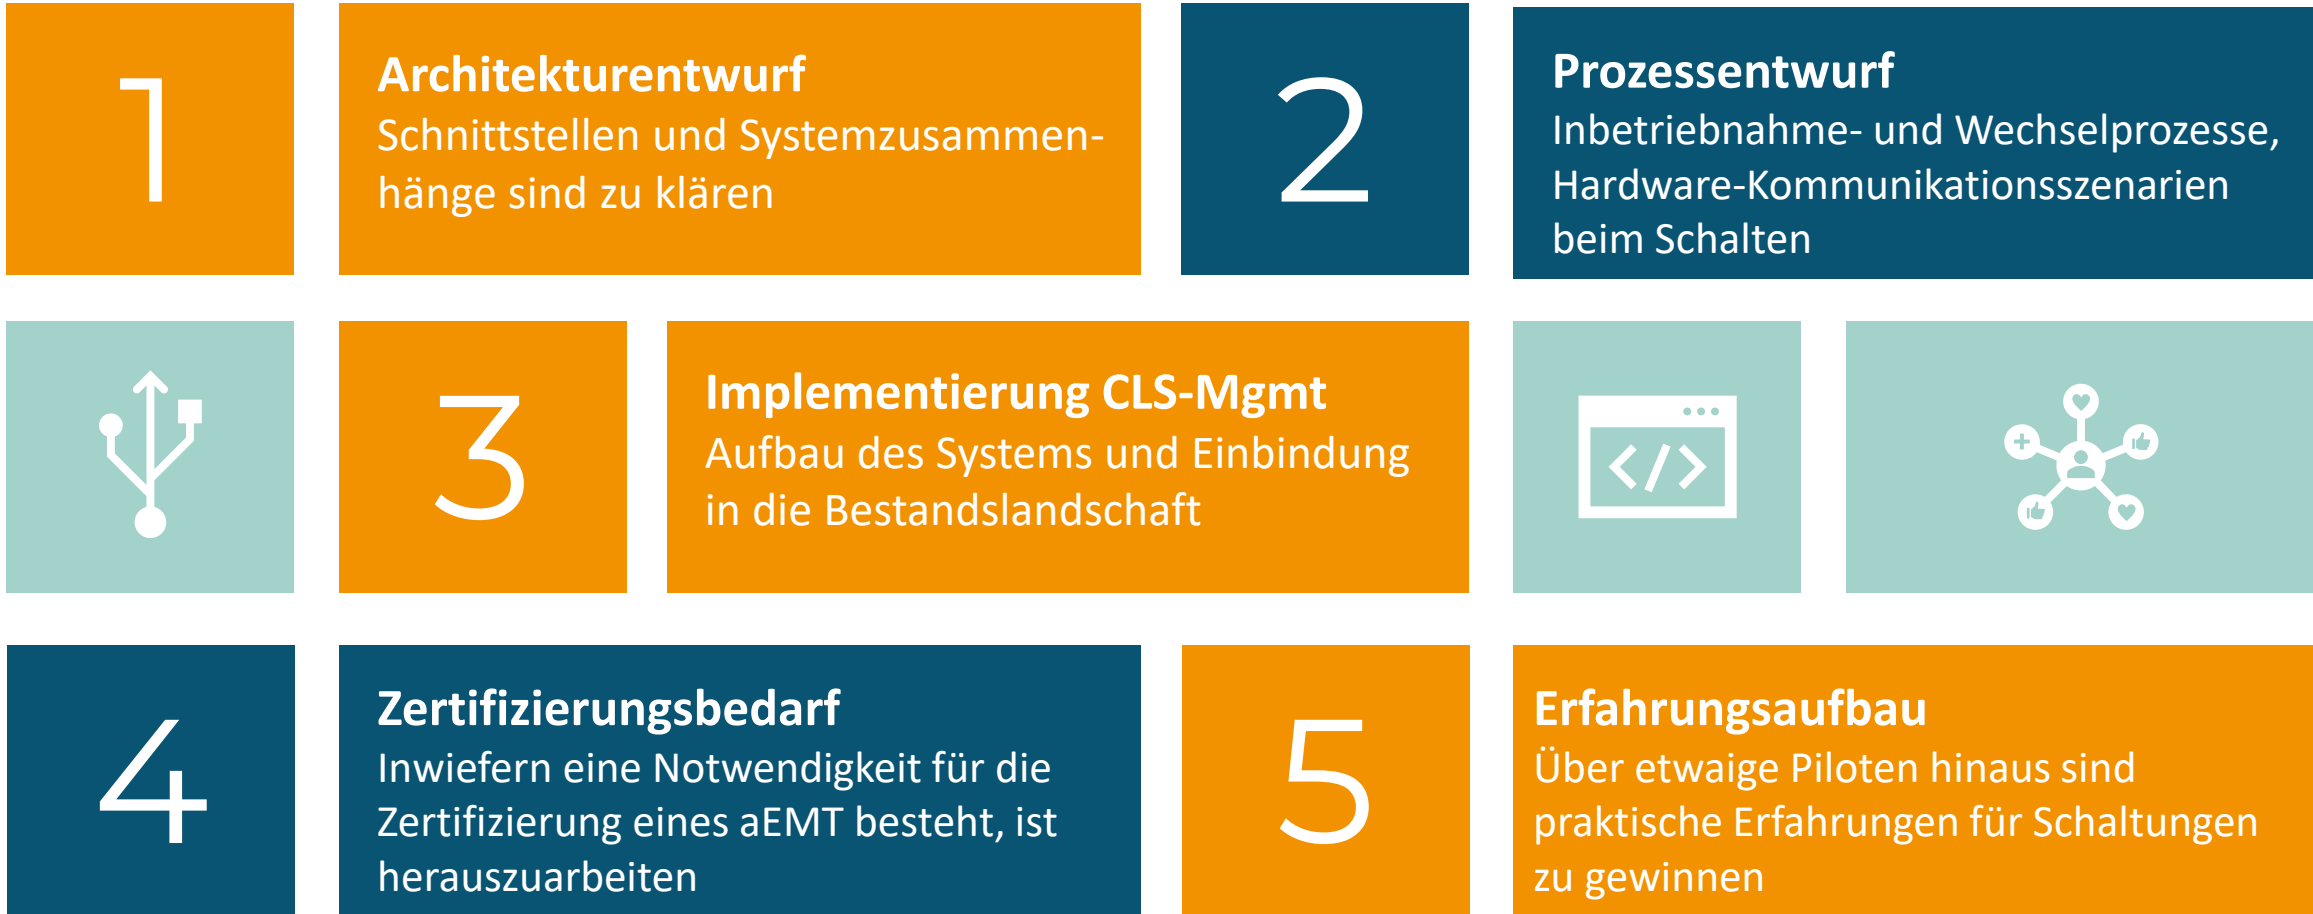 1
Architekturentwurf
Schnittstellen und Systemzusammen-
hänge sind zu klären
2
Prozessentwurf
Inbetriebnahme- und Wechselprozesse,
Hardware-Kommunikationsszenarien
beim Schalten
3
Implementierung CLS-Mgmt
Aufbau des Systems und Einbindung
in die Bestandslandschaft
</>
4
Zertifizierungsbedarf
Inwiefern eine Notwendigkeit für die
Zertifizierung eines aEMT besteht, ist
herauszuarbeiten
5
Erfahrungsaufbau
Über etwaige Piloten hinaus sind
praktische Erfahrungen für Schaltungen
zu gewinnen